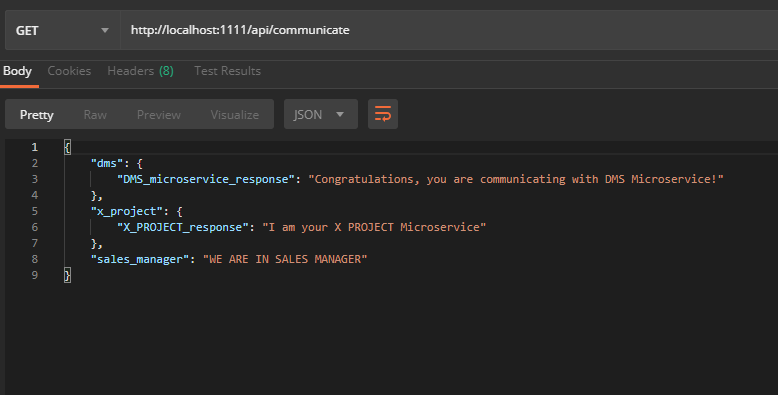 GET http://localhost:1111/api/communicate
Body Cookies Headers (8) Test Results
Pretty Raw Preview Visualize JSON
1 {
2 "dms": {
3 "DMS_microservice_response": "Congratulations, you are communicating with DMS Microservice!"
4 },
5 "x_project": {
6 "X_PROJECT_response": "I am your X PROJECT Microservice"
7 },
8 "sales_manager": "WE ARE IN SALES MANAGER"
9 }